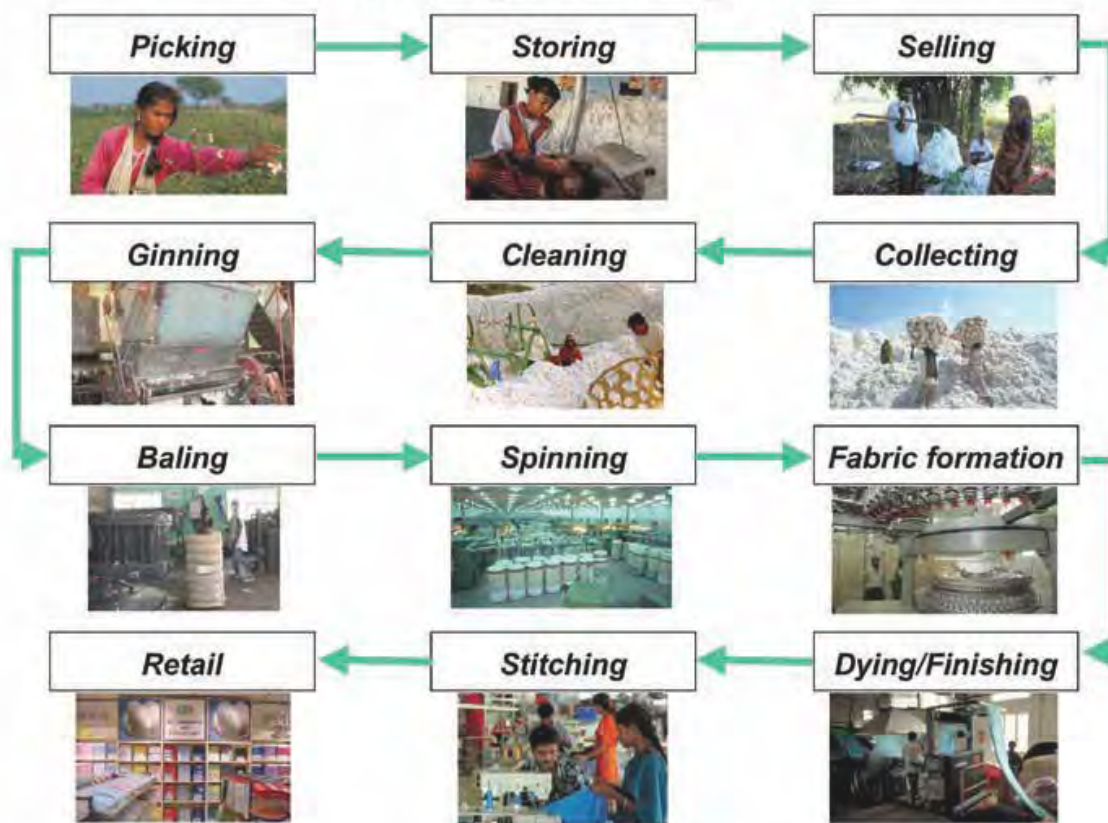 Picking
Storing
Selling
Ginning
Cleaning
Collecting
Baling
Spinning
Fabric formation
Retail
Stitching
Dying/Finishing